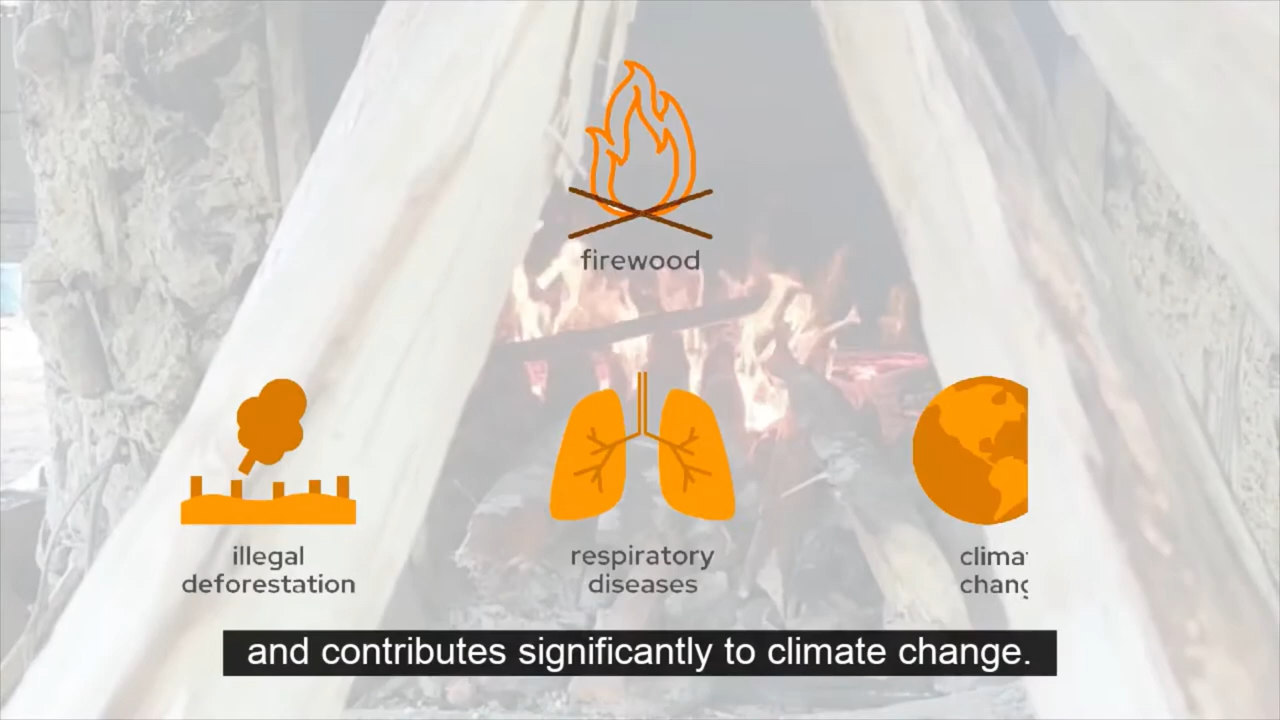 firewood
illegal
deforestation
respiratory
diseases
and contributes significantly to climate change.